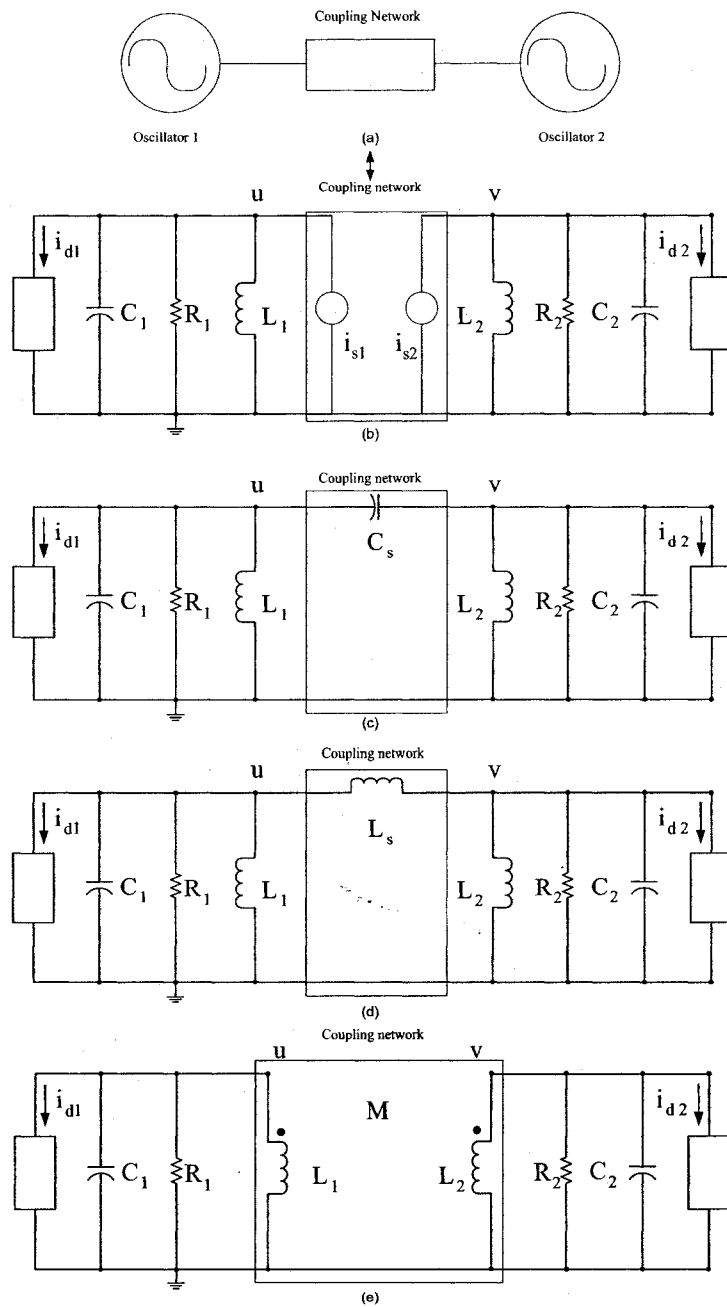 Coupling Network
Oscillator 1
(a)
Oscillator 2
Coupling network
u
v
i_d1
C_1
R_1
L_1
i_s1
i_s2
L_2
R_2
C_2
i_d2
(b)
Coupling network
u
v
i_d1
C_1
R_1
L_1
C_s
L_2
R_2
C_2
i_d2
(c)
Coupling network
u
v
i_d1
C_1
R_1
L_1
L_s
L_2
R_2
C_2
i_d2
(d)
Coupling network
u
v
i_d1
C_1
R_1
L_1
M
L_2
R_2
C_2
i_d2
(e)